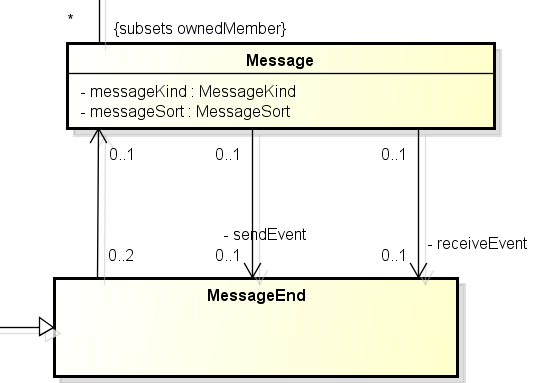 *
{subsets ownedMember}
Message
- messageKind : MessageKind
- messageSort : MessageSort
0..1 0..1 0..1
- sendEvent
- receiveEvent
0..2 0..1 0..1
MessageEnd